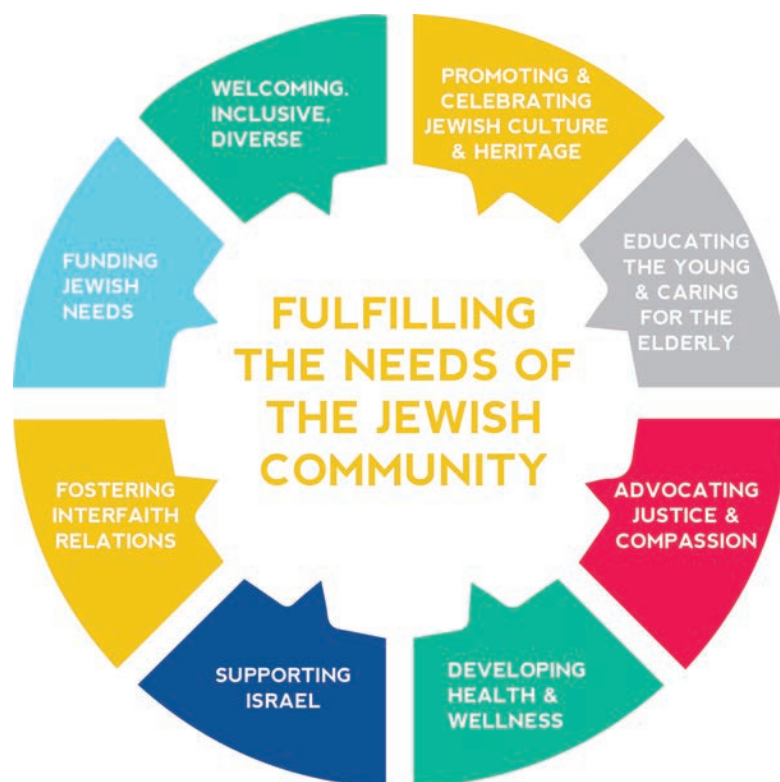 WELCOMING.
INCLUSIVE,
DIVERSE
PROMOTING &
CELEBRATING
JEWISH CULTURE
& HERITAGE
EDUCATING
THE YOUNG
& CARING
FOR THE
ELDERLY
ADVOCATING
JUSTICE &
COMPASSION
DEVELOPING
HEALTH &
WELLNESS
SUPPORTING
ISRAEL
FOSTERING
INTERFAITH
RELATIONS
FUNDING
JEWISH
NEEDS
FULFILLING
THE NEEDS OF
THE JEWISH
COMMUNITY